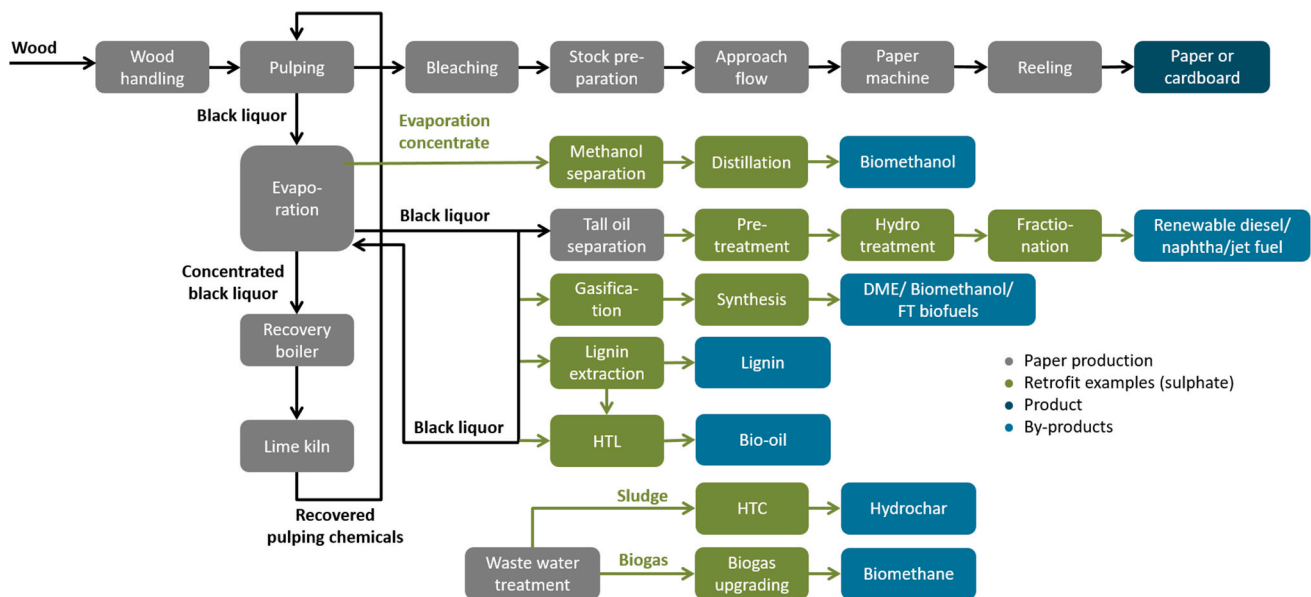 Wood
Wood
handling
Pulping
Bleaching
Stock pre-
paration
Approach
flow
Paper
machine
Reeling
Paper or
cardboard
Black liquor
Evaporation
concentrate
Evapo-
ration
Methanol
separation
Distillation
Biomethanol
Black liquor
Tall oil
separation
Pre-
treatment
Hydro
treatment
Fractio-
nation
Renewable diesel/
naphtha/jet fuel
Concentrated
black liquor
Gasifica-
tion
Synthesis
DME/ Biomethanol/
FT biofuels
Recovery
boiler
Lignin
extraction
Lignin
Paper production
Retrofit examples (sulphate)
Product
By-products
Black liquor
Lime kiln
HTL
Bio-oil
Recovered
pulping chemicals
Sludge
HTC
Hydrochar
Waste water
treatment
Biogas
Biogas
upgrading
Biomethane